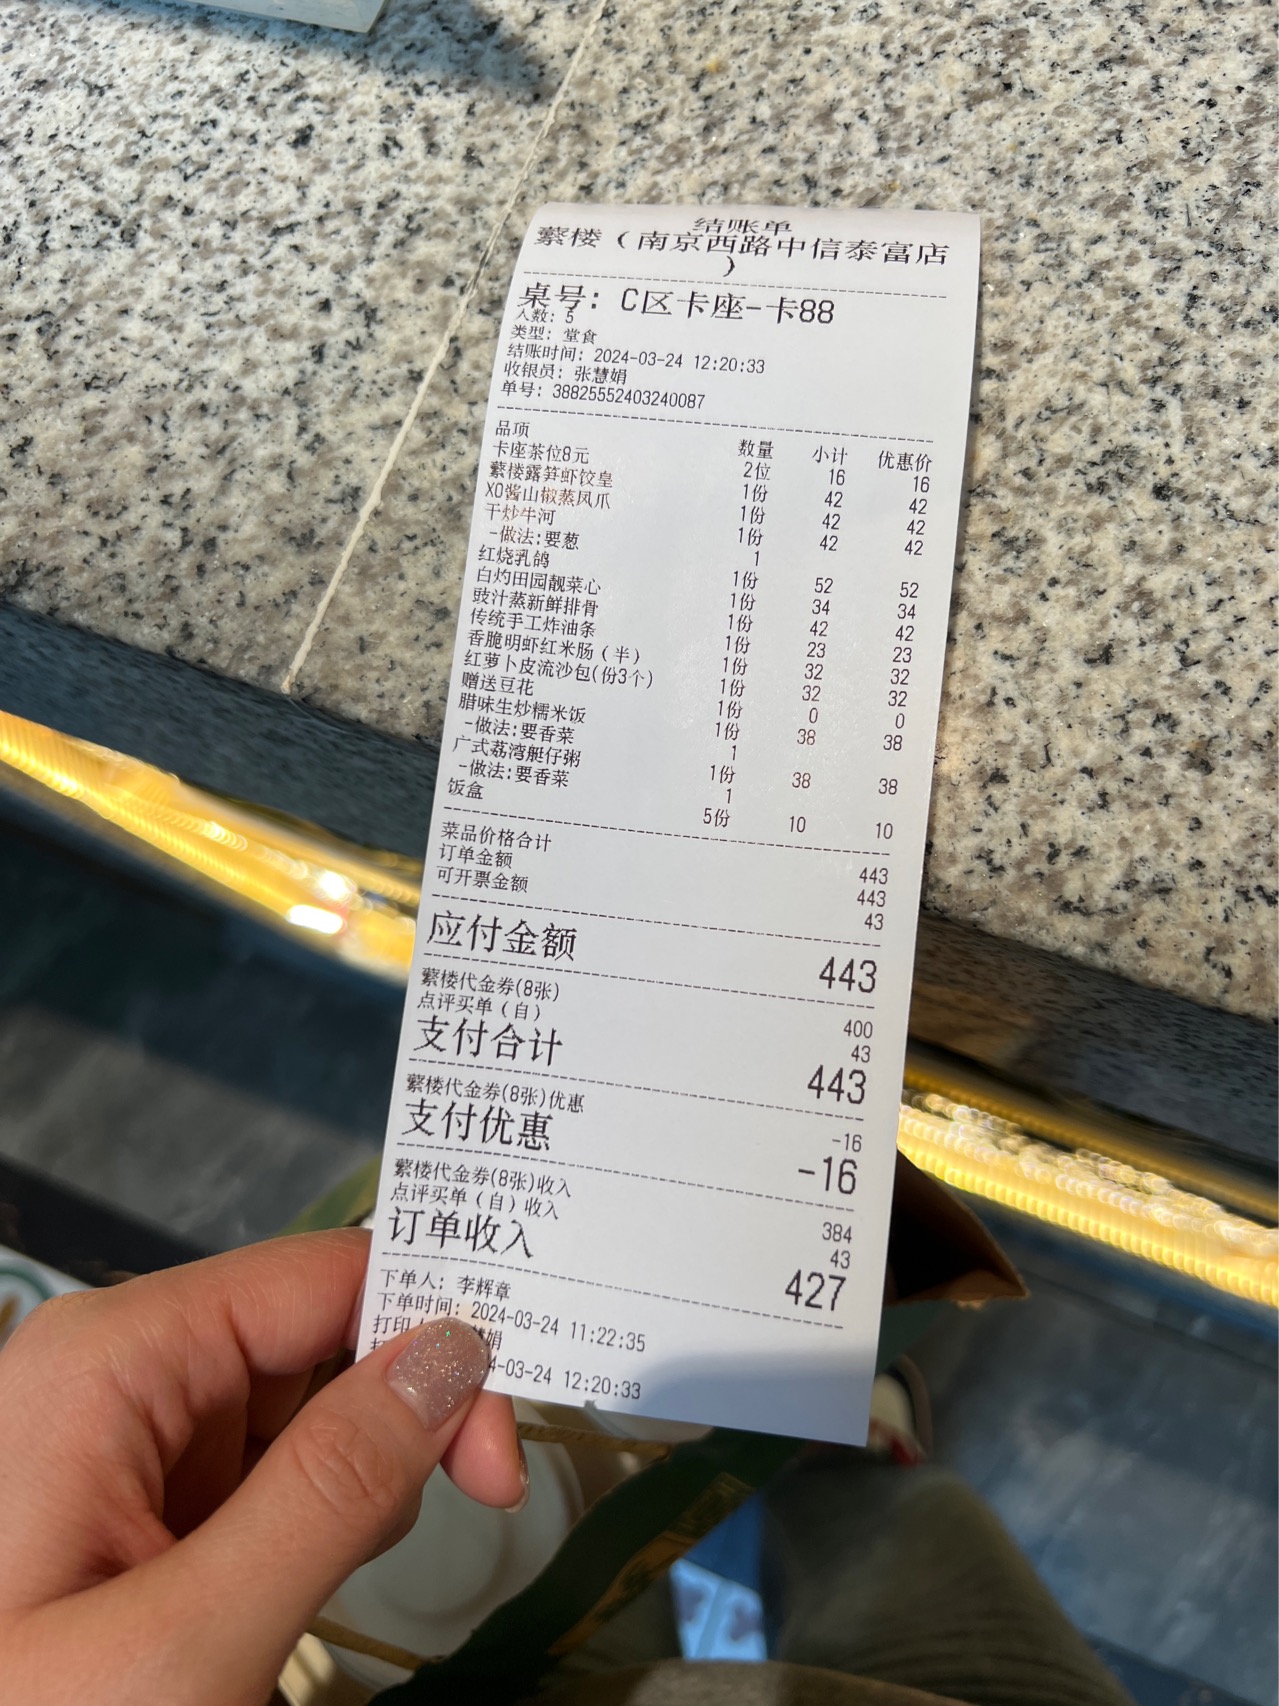 结账单
蘩楼（南京西路中信泰富店
）
桌号: C区卡座-卡88
人数: 5
类型: 堂食
结账时间: 2024-03-24 12:20:33
收银员: 张慧娟
单号: 38825552403240087
品项 数量 小计 优惠价
卡座茶位8元 2位 16 16
蘩楼露笋虾饺皇 1份 42 42
XO酱山椒蒸凤爪 1份 42 42
干炒牛河 1份 42 42
-做法:要葱 1
红烧乳鸽 1份 52 52
白灼田园靓菜心 1份 34 34
豉汁蒸新鲜排骨 1份 42 42
传统手工炸油条 1份 23 23
香脆明虾红米肠（半） 1份 32 32
红萝卜皮流沙包(份3个) 1份 32 32
赠送豆花 1份 0 0
腊味生炒糯米饭 1份 38 38
-做法:要香菜 1
广式荔湾艇仔粥 1份 38 38
-做法:要香菜 1
饭盒 5份 10 10
菜品价格合计 443
订单金额 443
可开票金额 43
应付金额 443
蘩楼代金券(8张) 400
点评买单（自） 43
支付合计 443
蘩楼代金券(8张)优惠 -16
支付优惠 -16
蘩楼代金券(8张)收入 384
点评买单（自）收入 43
订单收入 427
下单人: 李辉章
下单时间: 2024-03-24 11:22:35
打印 娟
4-03-24 12:20:33